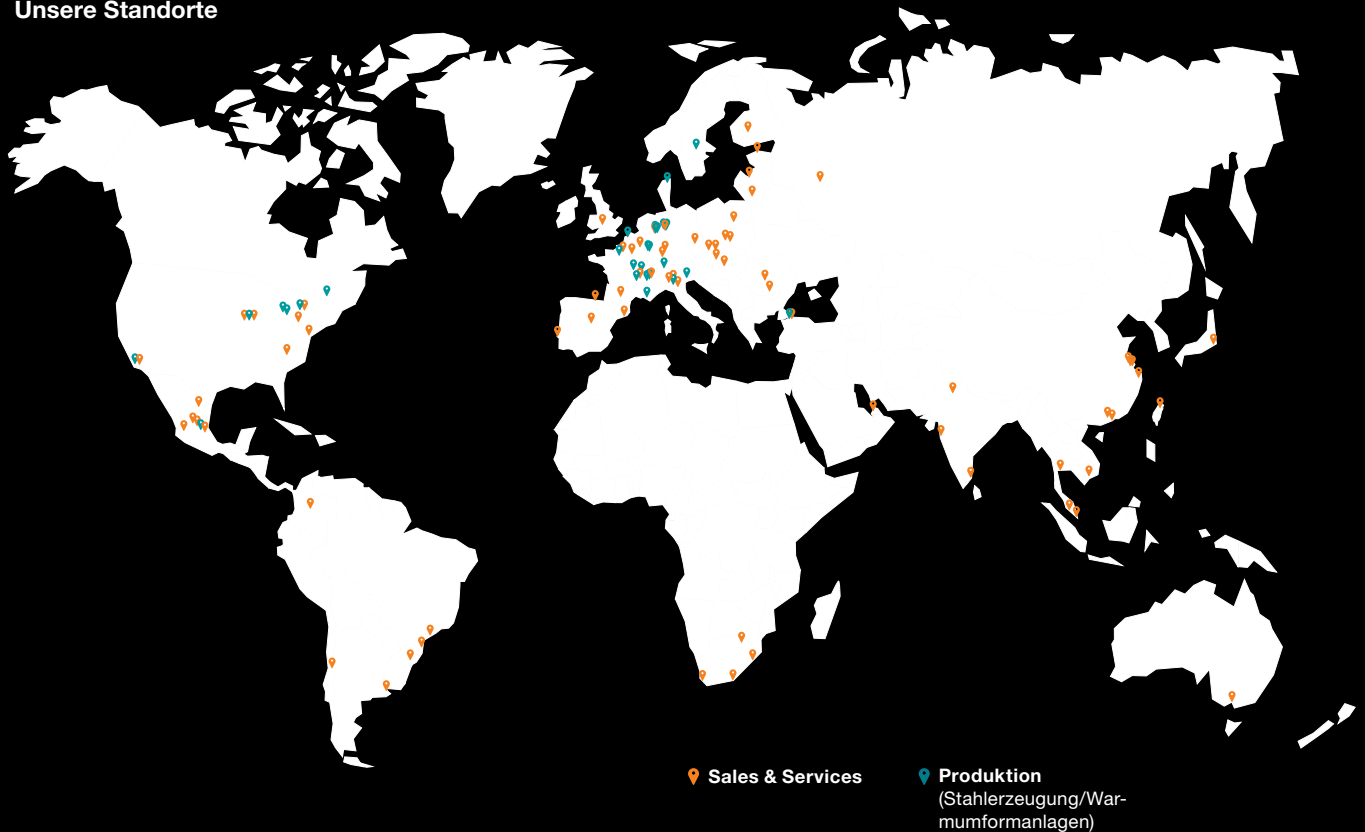 Unsere Standorte
Sales & Services
Produktion
(Stahlerzeugung/War-
mumformanlagen)